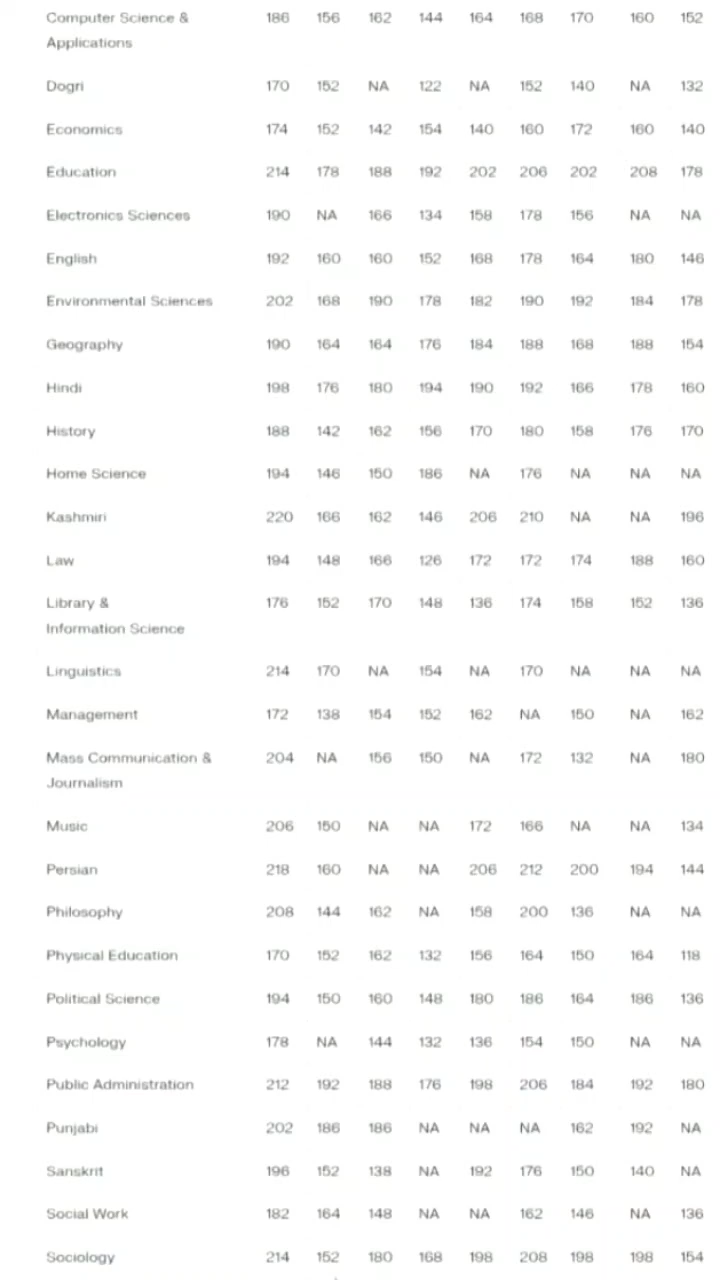 Computer Science & 186 156 162 144 164 168 170 160 152
Applications
Dogri 170 152 NA 122 NA 152 140 NA 132
Economics 174 152 142 154 140 160 172 160 140
Education 214 178 188 192 202 206 202 208 178
Electronics Sciences 190 NA 166 134 158 178 156 NA NA
English 192 160 160 152 168 178 164 180 146
Environmental Sciences 202 168 190 178 182 190 192 184 178
Geography 190 164 164 176 184 188 168 188 154
Hindi 198 176 180 194 190 192 166 178 160
History 188 142 162 156 170 180 158 176 170
Home Science 194 146 150 186 NA 176 NA NA NA
Kashmiri 220 166 162 146 206 210 NA NA 196
Law 194 148 166 126 172 172 174 188 160
Library & 176 152 170 148 136 174 158 152 136
Information Science
Linguistics 214 170 NA 154 NA 170 NA NA NA
Management 172 138 154 152 162 NA 150 NA 162
Mass Communication & 204 NA 156 150 NA 172 132 NA 180
Journalism
Music 206 150 NA NA 172 166 NA NA 134
Persian 218 160 NA NA 206 212 200 194 144
Philosophy 208 144 162 NA 158 200 136 NA NA
Physical Education 170 152 162 132 156 164 150 164 118
Political Science 194 150 160 148 180 186 164 186 136
Psychology 178 NA 144 132 136 154 150 NA NA
Public Administration 212 192 188 176 198 206 184 192 180
Punjabi 202 186 186 NA NA NA 162 192 NA
Sanskrit 196 152 138 NA 192 176 150 140 NA
Social Work 182 164 148 NA NA 162 146 NA 136
Sociology 214 152 180 168 198 208 198 198 154